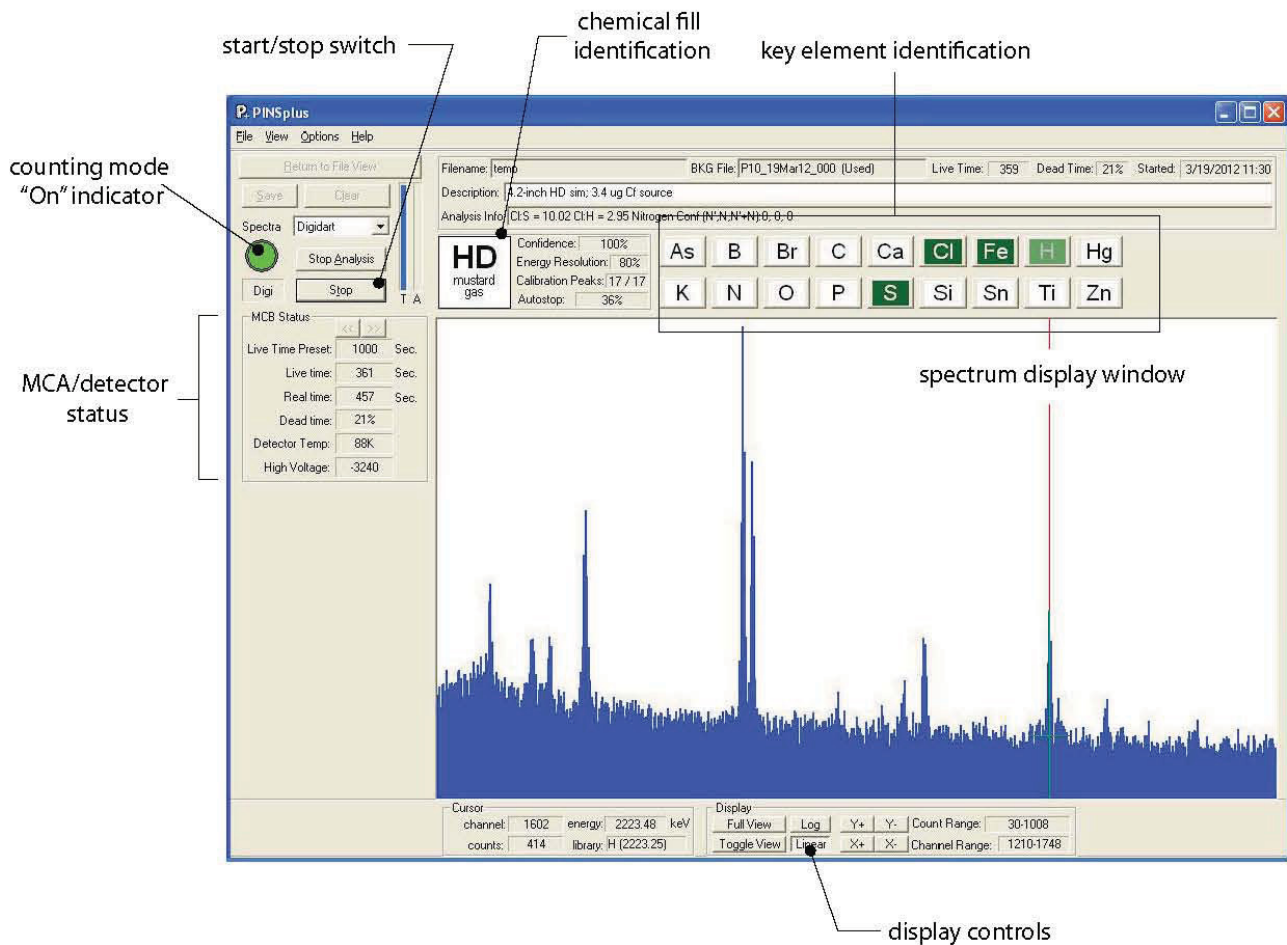 chemical fill
identification
start/stop switch
key element identification
counting mode
"On" indicator
PINSplus
File View Options Help
Return to File View
Save Clear
Spectra Digidart
Stop Analysis
Digi Stop
T A
Filename: temp BKG File: P10_19Mar12_000 (Used) Live Time: 359 Dead Time: 21% Started: 3/19/2012 11:30
Description: 4.2-inch HD sim; 3.4 ug Cf source
Analysis Info: Cl:S = 10.02 Cl:H = 2.95 Nitrogen Conf (N',N,N'+N):0, 0, 0
HD
mustard
gas
Confidence: 100%
Energy Resolution: 80%
Calibration Peaks: 17 / 17
Autostop: 36%
As B Br C Ca Cl Fe H Hg
K N O P S Si Sn Ti Zn
MCA/detector
status
MCB Status
<< >>
Live Time Preset: 1000 Sec.
Live time: 361 Sec.
Real time: 457 Sec.
Dead time: 21%
Detector Temp: 88K
High Voltage: -3240
spectrum display window
Cursor
channel: 1602 energy: 2223.48 keV
counts: 414 library: H (2223.25)
Display
Full View Log Y+ Y- Count Range: 30-1008
Toggle View Linear X+ X- Channel Range: 1210-1748
display controls